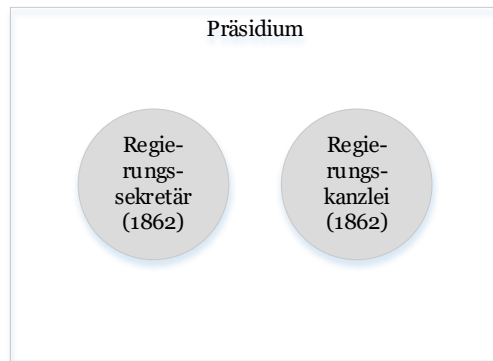 Präsidium
Regie-
rungs-
sekretär
(1862)
Regie-
rungs-
kanzlei
(1862)